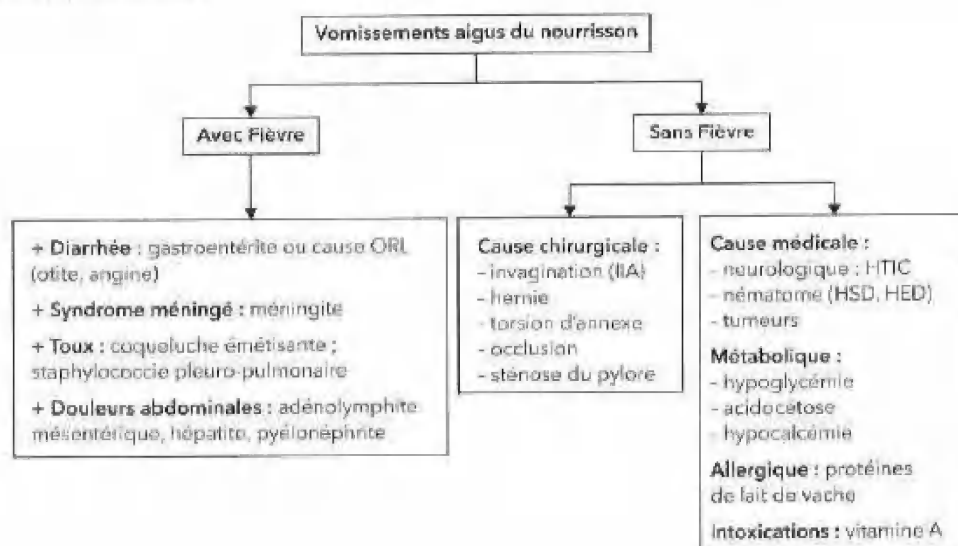 Vomissements aigus du nourrisson
Avec Fièvre
Sans Fièvre
+ Diarrhée : gastroentérite ou cause ORL
(otite, angine)
+ Syndrome méningé : méningite
+ Toux : coqueluche émétisante ;
staphylococcie pleuro-pulmonaire
+ Douleurs abdominales : adénolymphite
mésentérique, hépatite, pyélonéphrite
Cause chirurgicale :
- invagination (IIA)
- hernie
- torsion d'annexe
- occlusion
- sténose du pylore
Cause médicale :
- neurologique : HTIC
- nématome (HSD, HED)
- tumeurs
Métabolique :
- hypoglycémie
- acidocétose
- hypocalcémie
Allergique : protéines
de lait de vache
Intoxications : vitamine A